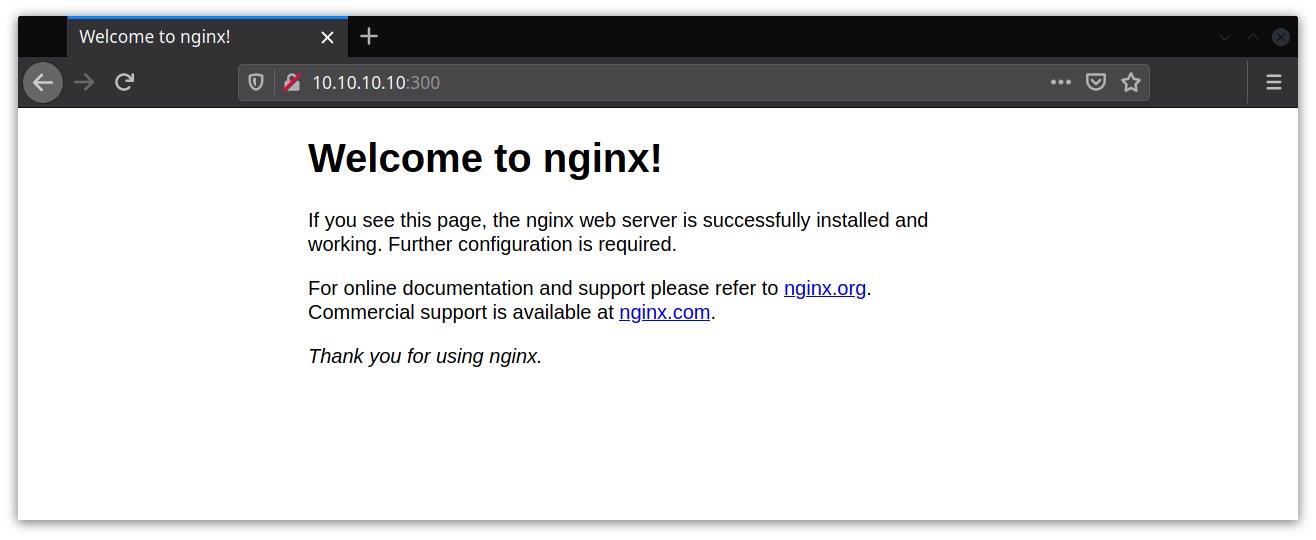 Welcome to nginx!
10.10.10.10:300
Welcome to nginx!
If you see this page, the nginx web server is successfully installed and
working. Further configuration is required.
For online documentation and support please refer to nginx.org.
Commercial support is available at nginx.com.
Thank you for using nginx.